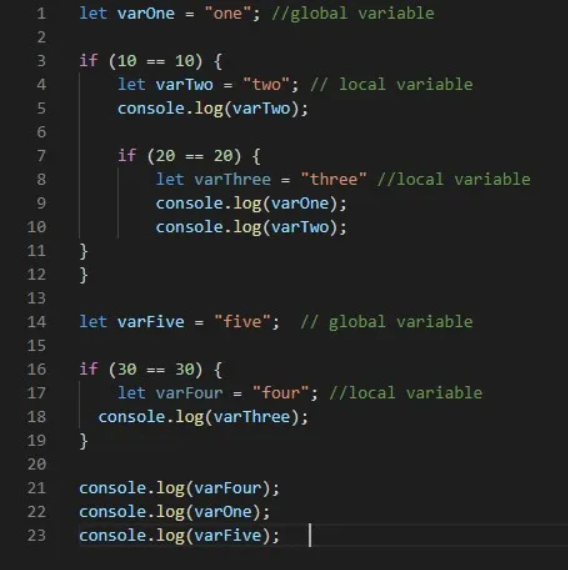 1 let varOne = "one"; //global variable
2
3 if (10 == 10) {
4     let varTwo = "two"; // local variable
5     console.log(varTwo);
6
7     if (20 == 20) {
8         let varThree = "three" //local variable
9         console.log(varOne);
10         console.log(varTwo);
11 }
12 }
13
14 let varFive = "five";  // global variable
15
16 if (30 == 30) {
17     let varFour = "four"; //local variable
18   console.log(varThree);
19 }
20
21 console.log(varFour);
22 console.log(varOne);
23 console.log(varFive);